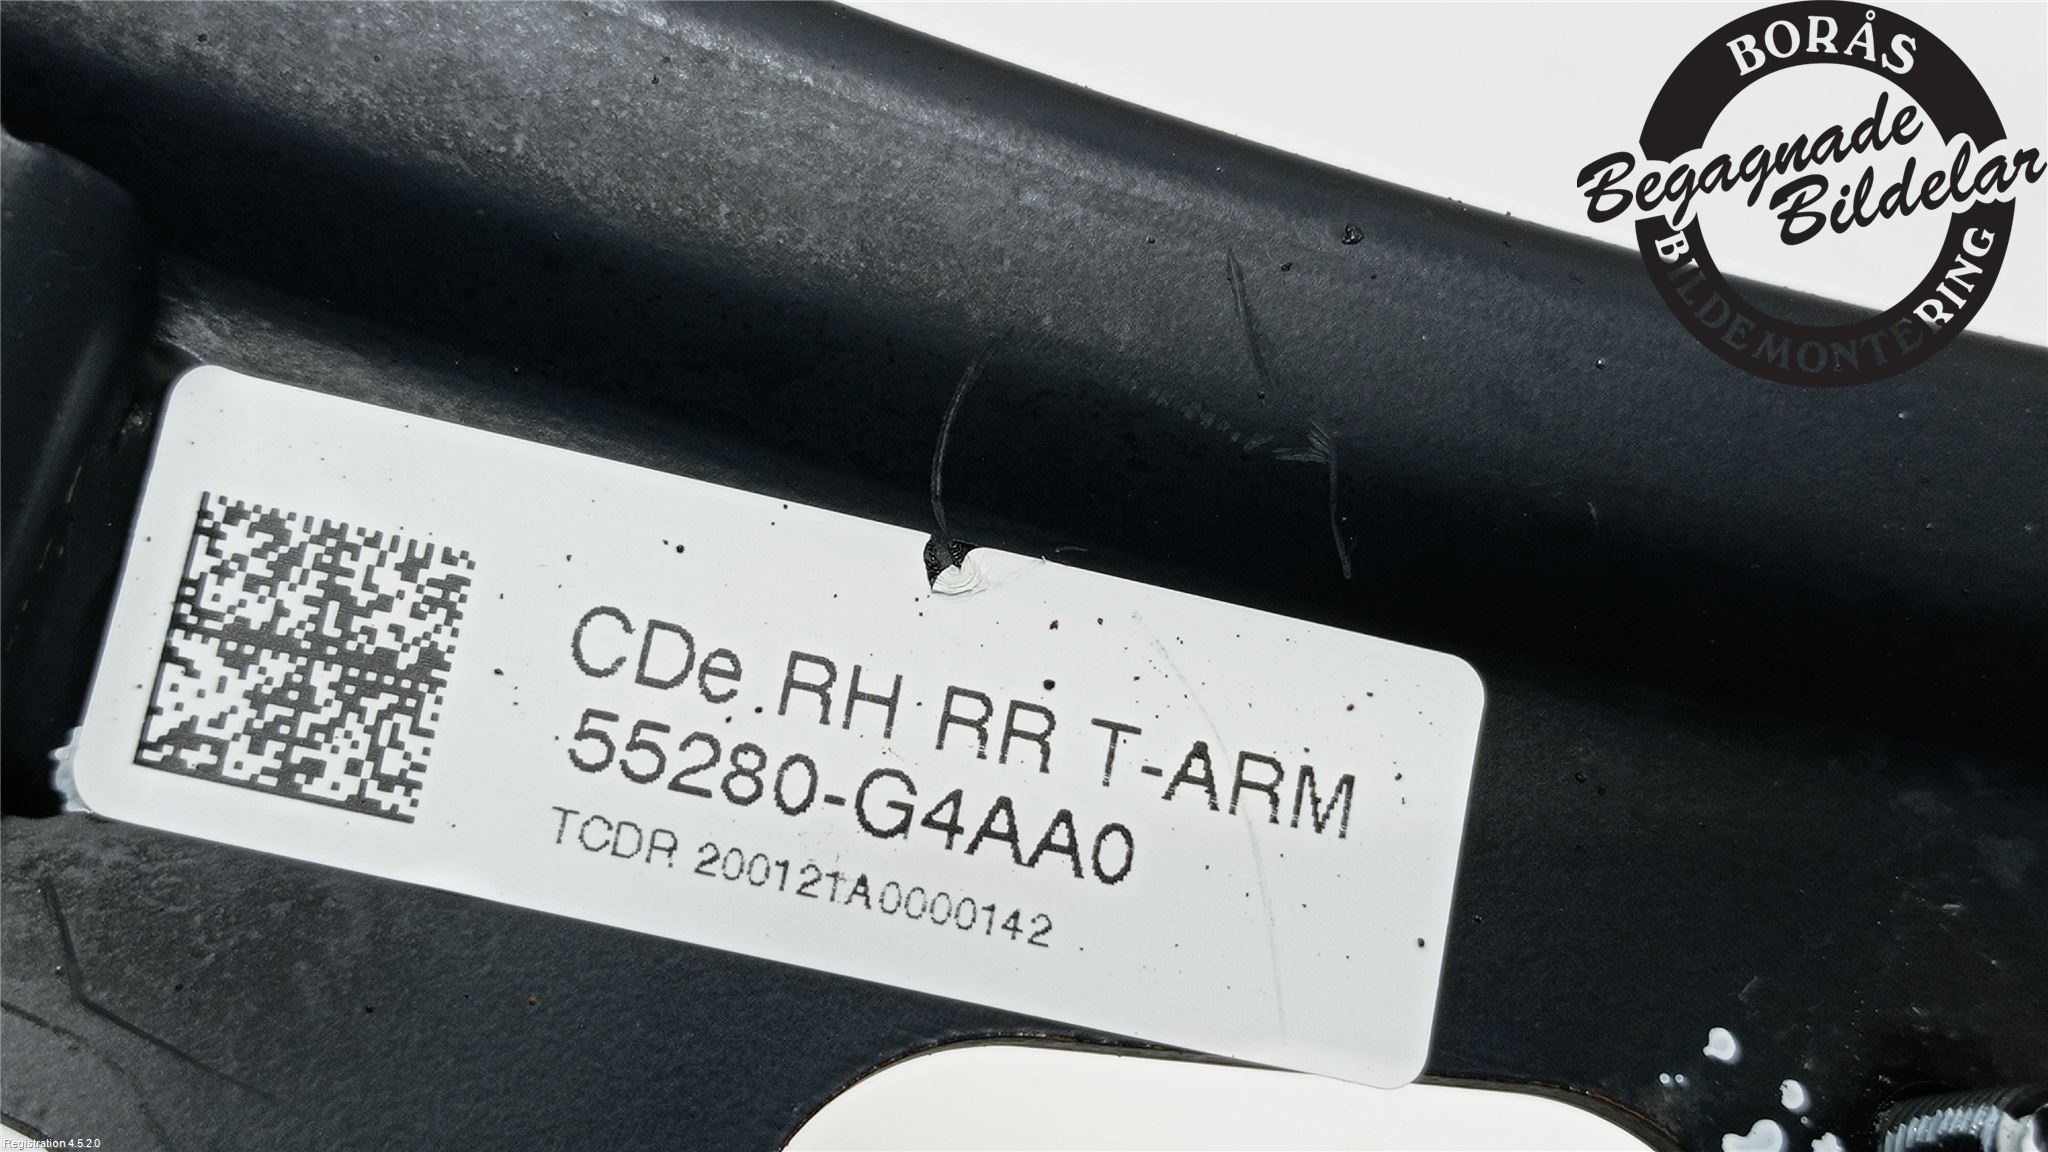 BORÅS
Begagnade
Bildelar
BILDEMONTERING
CDe RH RR T-ARM
55280-G4AA0
TCDR 200121A0000142
Registration 4.5.2.0